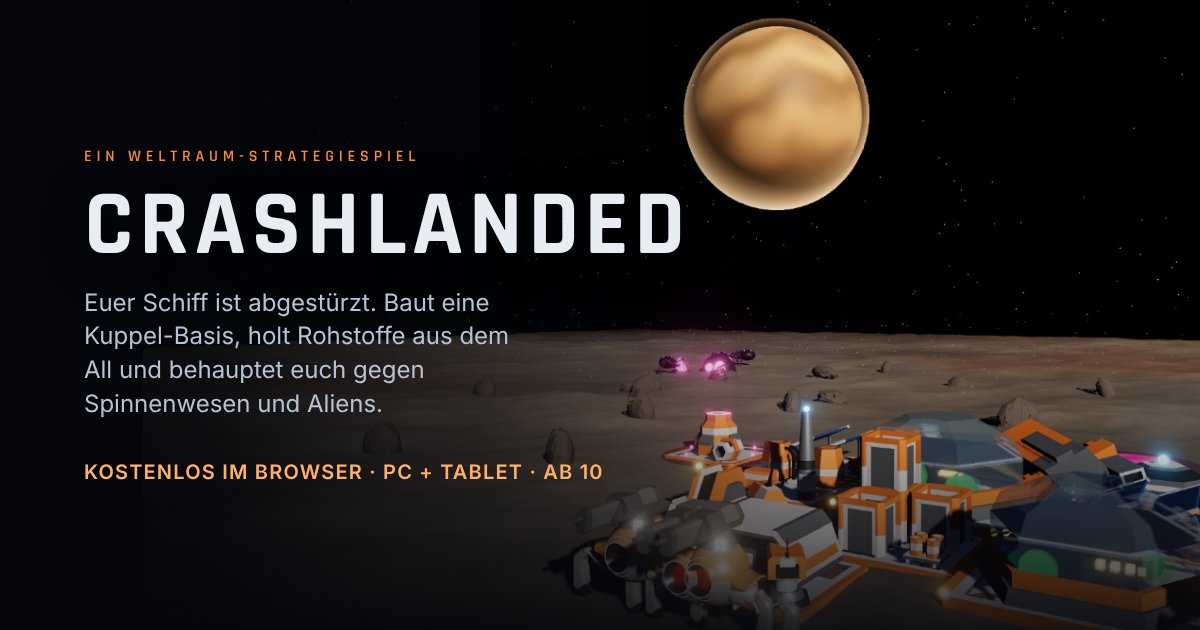 EIN WELTRAUM-STRATEGIESPIEL
CRASHLANDED
Euer Schiff ist abgestürzt. Baut eine
Kuppel-Basis, holt Rohstoffe aus dem
All und behauptet euch gegen
Spinnenwesen und Aliens.
KOSTENLOS IM BROWSER · PC + TABLET · AB 10